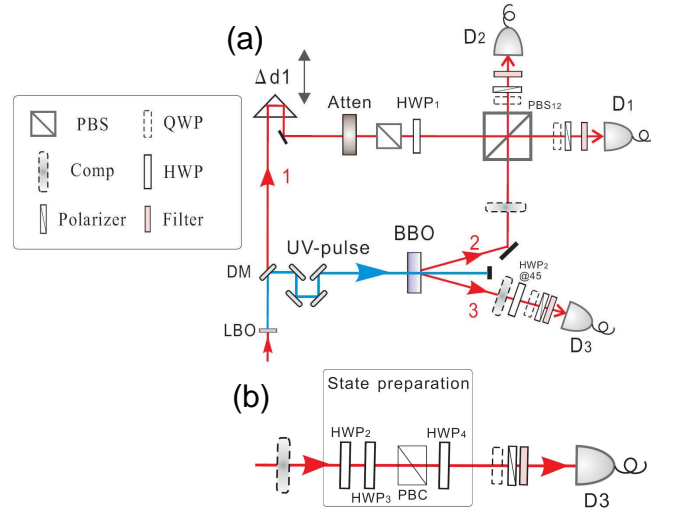 (a)
D2
Δd1
Atten
HWP1
PBS12
D1
PBS
QWP
Comp
HWP
Polarizer
Filter
1
UV-pulse
BBO
2
HWP2
@45
DM
3
LBO
D3
(b)
State preparation
HWP2
HWP4
HWP3
PBC
D3